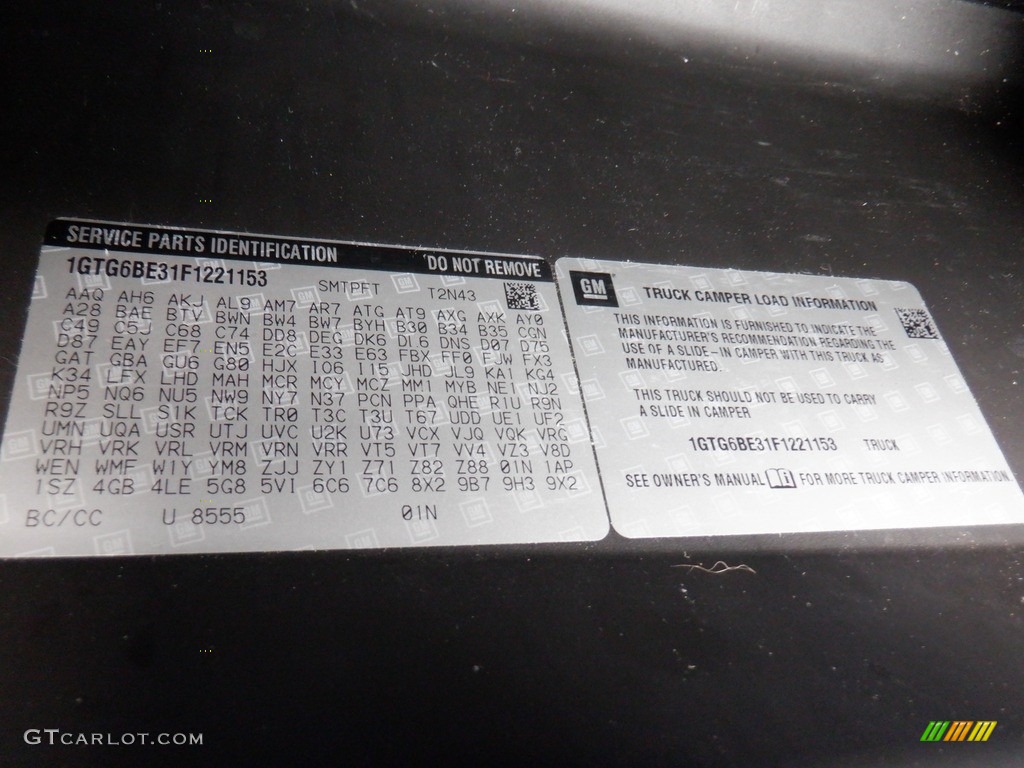 SERVICE PARTS IDENTIFICATION DO NOT REMOVE
1GTG6BE31F1221153 SMTPFT T2N43
AAQ AH6 AKJ AL9 AM7 AR7 ATG AT9 AXG AXK AY0
A28 BAE BTV BWN BW4 BW7 BYH B30 B34 B35 CGN
C49 C5J C68 C74 DD8 DEG DK6 DL6 DNS D07 D75
D87 EAY EF7 EN5 E2C E33 E63 FBX FF0 FJW FX3
GAT GBA GU6 G80 HJX IO6 I15 JHD JL9 KA1 KG4
K34 LFX LHD MAH MCR MCY MCZ MM1 MYB NE1 NJ2
NP5 NQ6 NU5 NW9 NY7 N37 PCN PPA QHE R1U R9N
R9Z SLL S1K TCK TR0 T3C T3U T67 UDD UE1 UF2
UMN UQA USR UTJ UVC U2K U73 VCX VJQ VQK VRG
VRH VRK VRL VRM VRN VRR VT5 VT7 VV4 VZ3 V8D
WEN WMF W1Y YM8 ZJJ ZY1 Z71 Z82 Z88 01N 1AP
1SZ 4GB 4LE 5G8 5VI 6C6 7C6 8X2 9B7 9H3 9X2
BC/CC U 8555 01N
GM TRUCK CAMPER LOAD INFORMATION
THIS INFORMATION IS FURNISHED TO INDICATE THE
MANUFACTURER'S RECOMMENDATION REGARDING THE
USE OF A SLIDE-IN CAMPER WITH THIS TRUCK AS
MANUFACTURED.
THIS TRUCK SHOULD NOT BE USED TO CARRY
A SLIDE IN CAMPER
1GTG6BE31F1221153 TRUCK
SEE OWNER'S MANUAL FOR MORE TRUCK CAMPER INFORMATION
GTCARLOT.COM